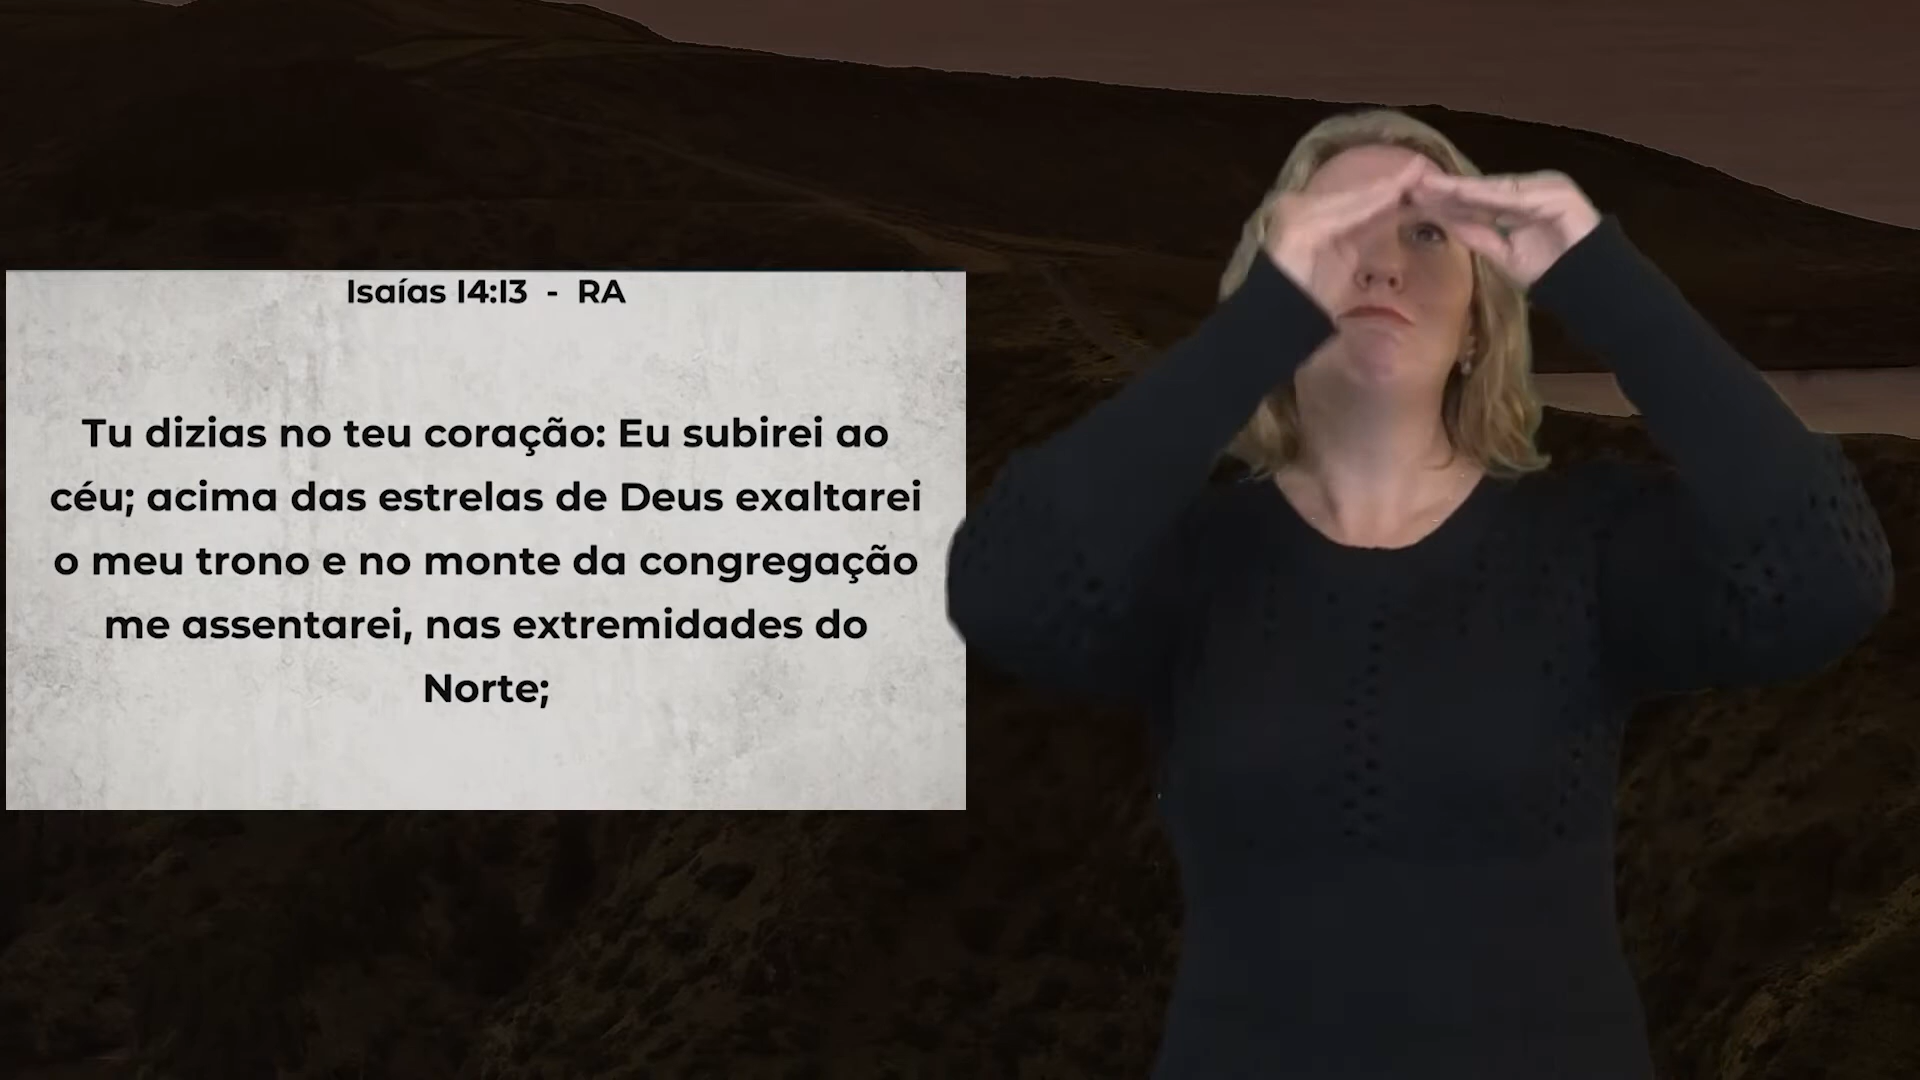 Isaías 14:13 - RA
Tu dizias no teu coração: Eu subirei ao
céu; acima das estrelas de Deus exaltarei
o meu trono e no monte da congregação
me assentarei, nas extremidades do
Norte;